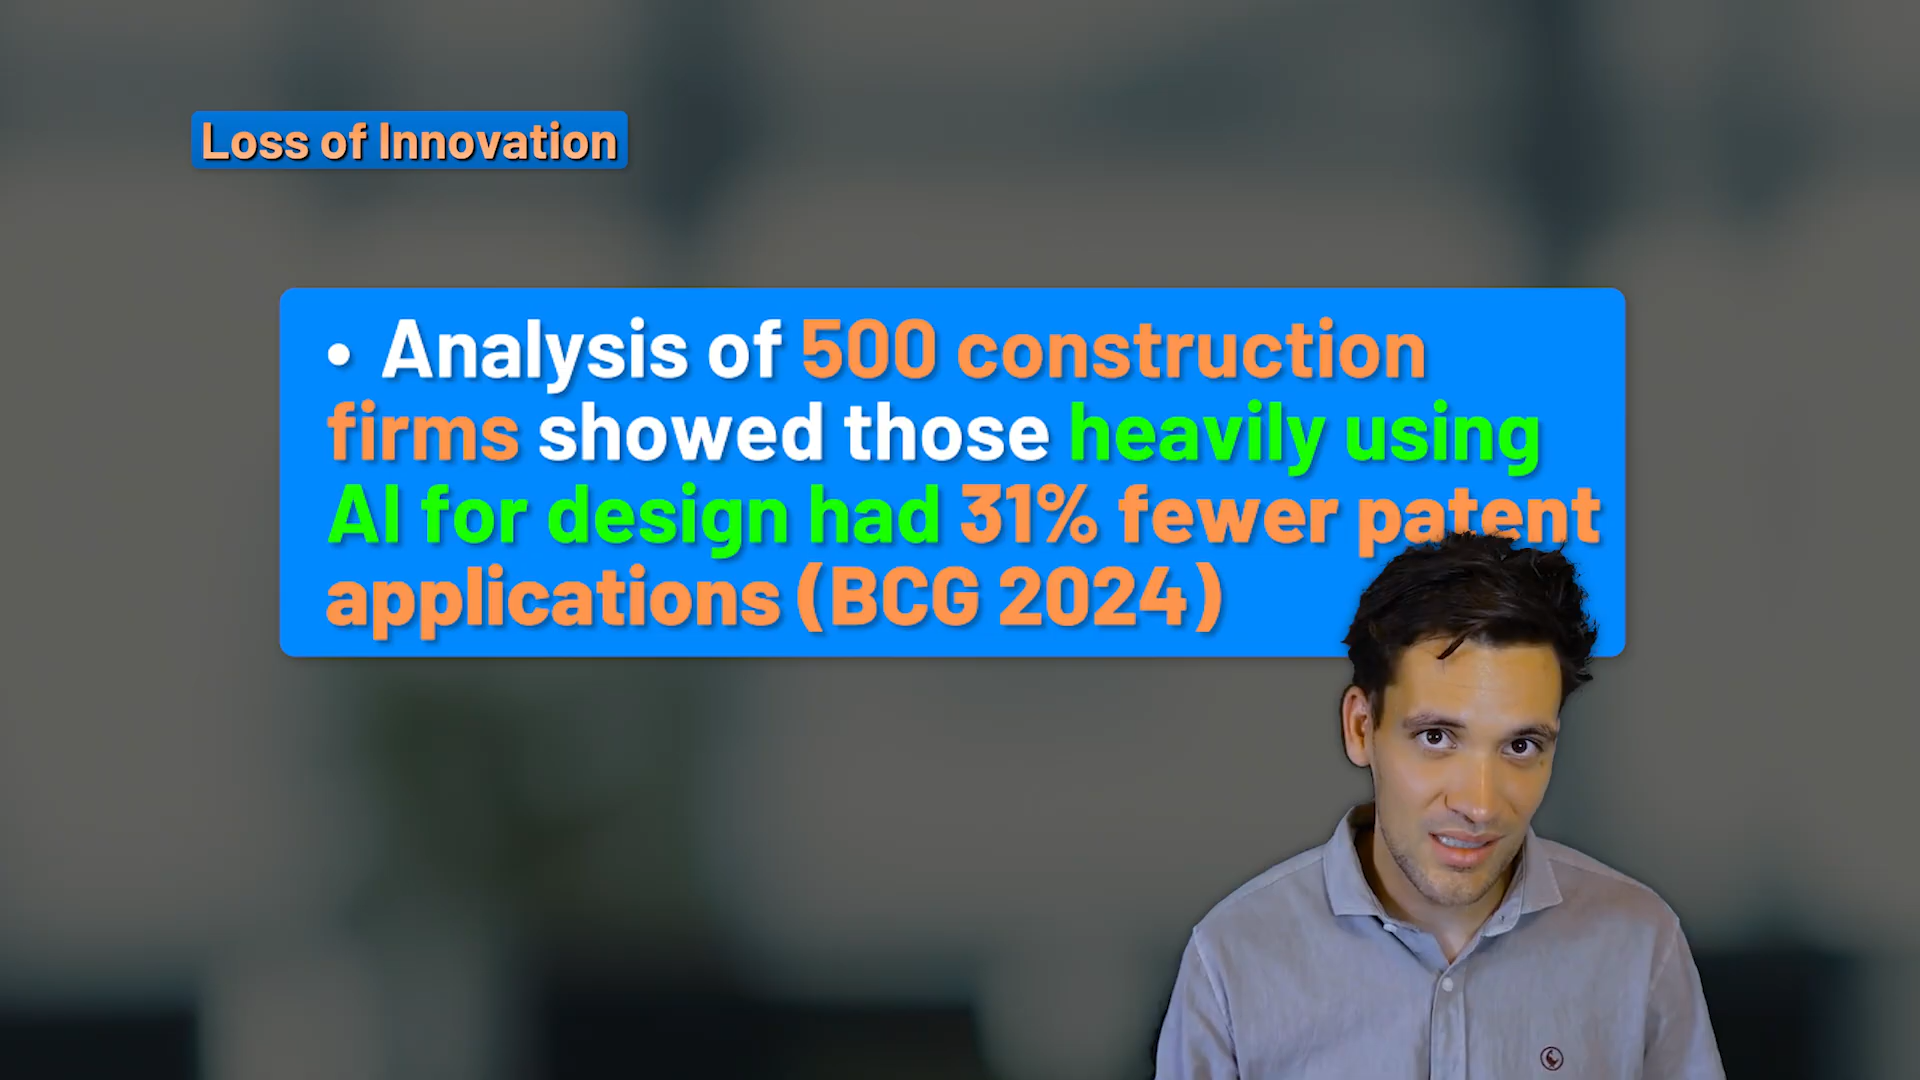 Loss of Innovation
• Analysis of 500 construction
firms showed those heavily using
AI for design had 31% fewer patent
applications (BCG 2024)